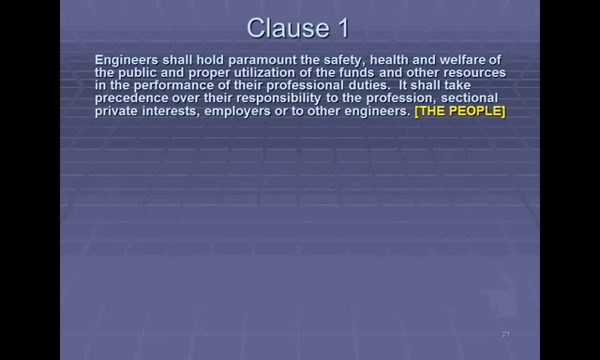 Clause 1
Engineers shall hold paramount the safety, health and welfare of
the public and proper utilization of the funds and other resources
in the performance of their professional duties. It shall take
precedence over their responsibility to the profession, sectional
private interests, employers or to other engineers. [THE PEOPLE]
21